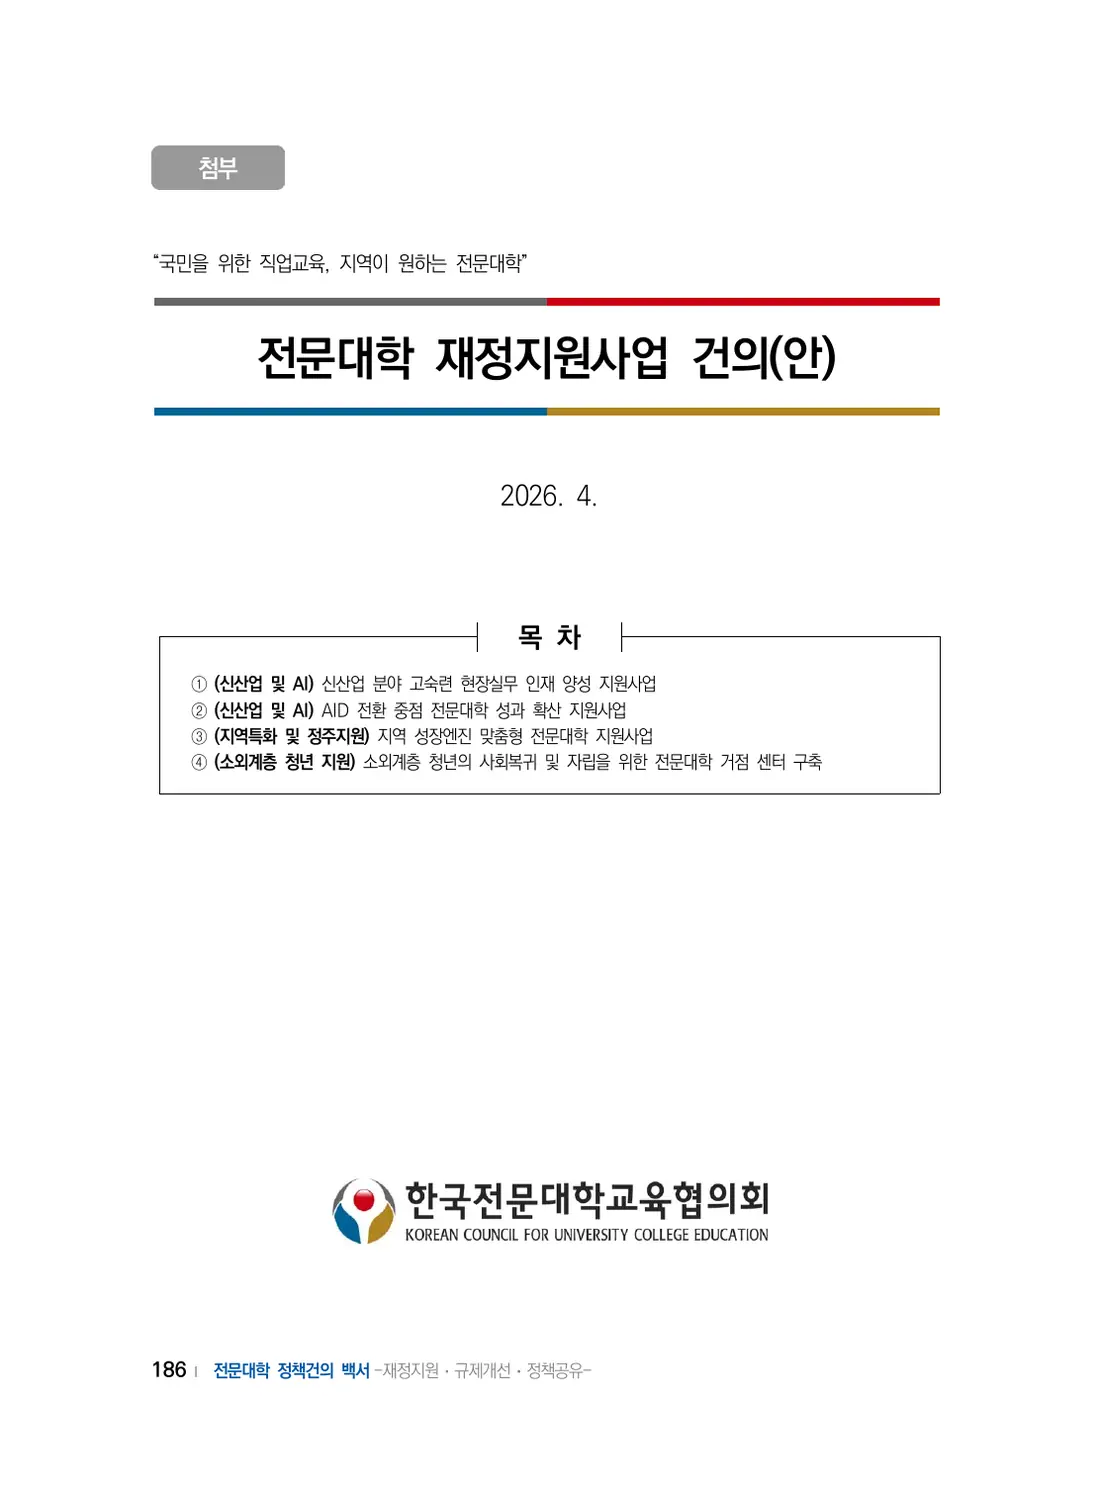 첨부
“국민을 위한 직업교육, 지역이 원하는 전문대학”
전문대학 재정지원사업 건의(안)
2026. 4.
목 차
① (신산업 및 AI) 신산업 분야 고숙련 현장실무 인재 양성 지원사업
② (신산업 및 AI) AID 전환 중점 전문대학 성과 확산 지원사업
③ (지역특화 및 정주지원) 지역 성장엔진 맞춤형 전문대학 지원사업
④ (소외계층 청년 지원) 소외계층 청년의 사회복귀 및 자립을 위한 전문대학 거점 센터 구축
한국전문대학교육협의회
KOREAN COUNCIL FOR UNIVERSITY COLLEGE EDUCATION
186 | 전문대학 정책건의 백서 -재정지원 · 규제개선 · 정책공유-